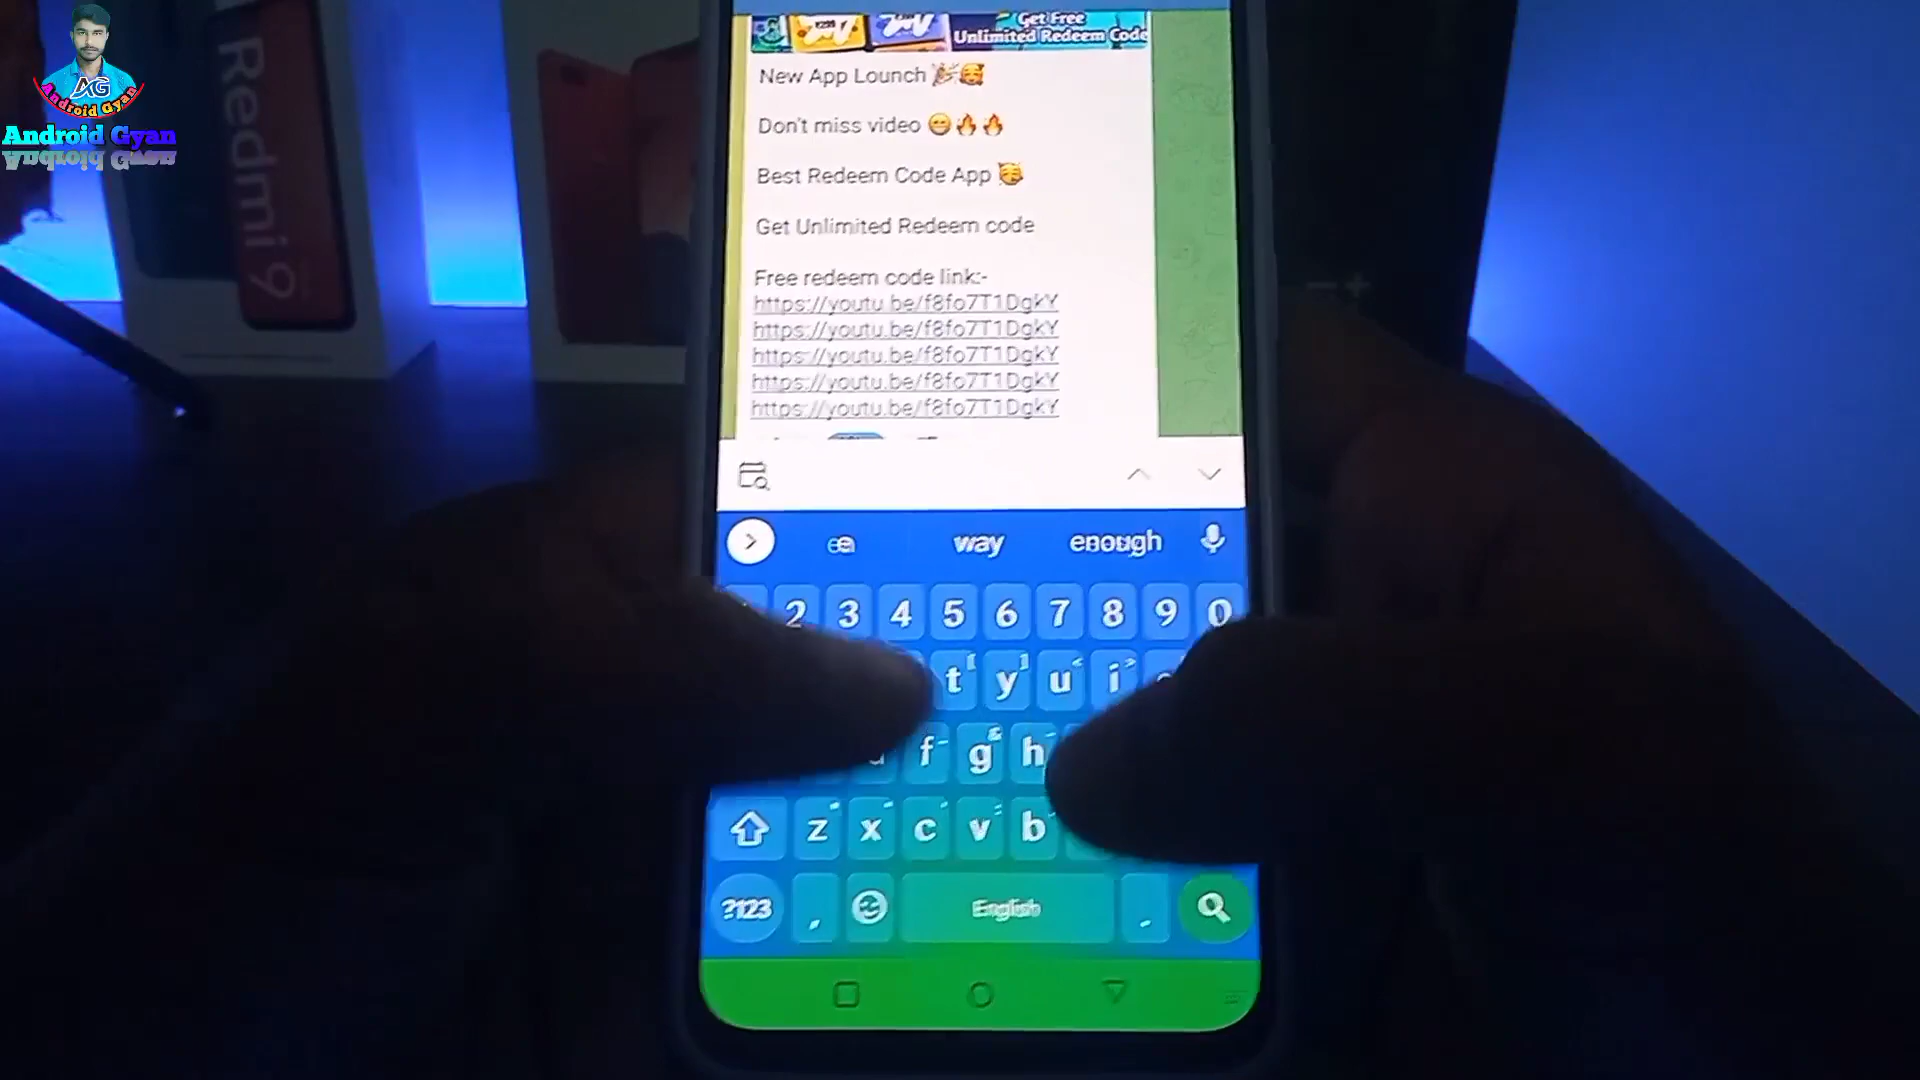 AG
Android Gyan
Android Gyan
Redmi 9
Get Free
Unlimited Redeem Code
New App Lounch 🎉🥰
Don't miss video 😁🔥🔥
Best Redeem Code App 🥳
Get Unlimited Redeem code
Free redeem code link:-
https://youtu.be/f8fo7T1DgkY
https://youtu.be/f8fo7T1DgkY
https://youtu.be/f8fo7T1DgkY
https://youtu.be/f8fo7T1DgkY
https://youtu.be/f8fo7T1DgkY
way enough
2 3 4 5 6 7 8 9 0
t y u i
f g h
z x c v b
?123 , English .